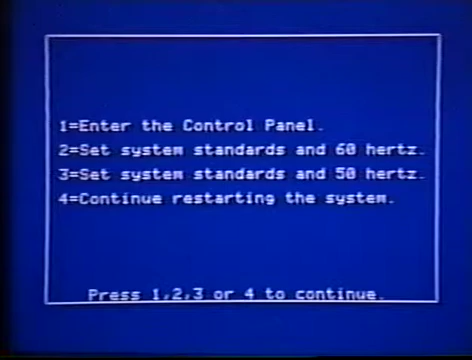 1=Enter the Control Panel.
2=Set system standards and 60 hertz.
3=Set system standards and 50 hertz.
4=Continue restarting the system.
Press 1,2,3 or 4 to continue.